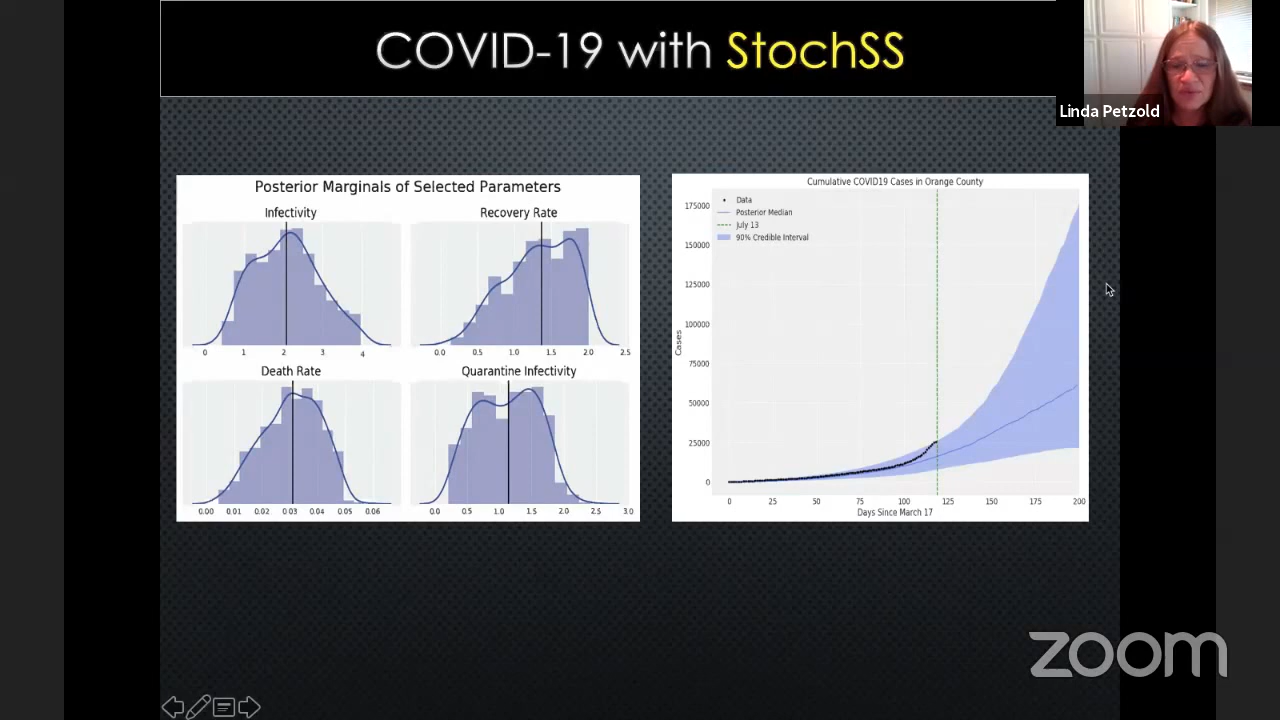 COVID-19 with StochSS
Linda Petzold
Posterior Marginals of Selected Parameters
Infectivity
0 1 2 3 4
Recovery Rate
0.0 0.5 1.0 1.5 2.0 2.5
Death Rate
0.00 0.01 0.02 0.03 0.04 0.05 0.06
Quarantine Infectivity
0.0 0.5 1.0 1.5 2.0 2.5 3.0
Cumulative COVID19 Cases in Orange County
Data
Posterior Median
July 13
90% Credible Interval
175000
150000
125000
100000
75000
50000
25000
0
Cases
0 25 50 75 100 125 150 175 200
Days Since March 17
zoom